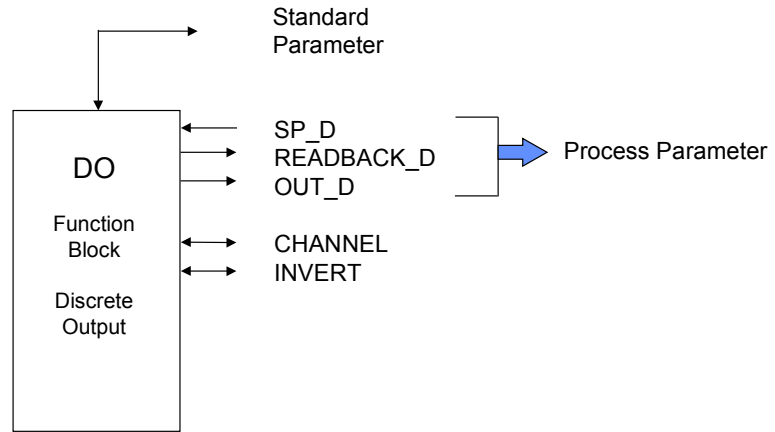 Standard
Parameter
DO
Function
Block
Discrete
Output
SP_D
READBACK_D
OUT_D
CHANNEL
INVERT
Process Parameter